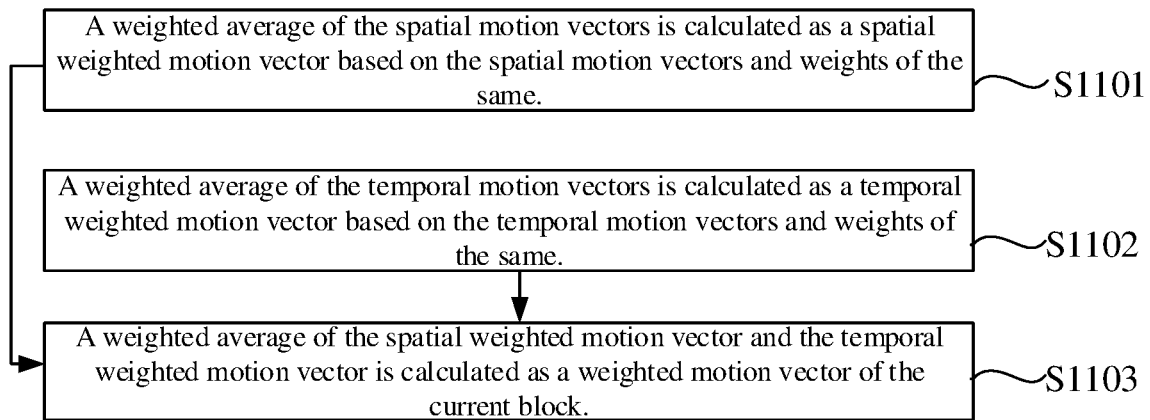 A weighted average of the spatial motion vectors is calculated as a spatial
weighted motion vector based on the spatial motion vectors and weights of the
same.
S1101
A weighted average of the temporal motion vectors is calculated as a temporal
weighted motion vector based on the temporal motion vectors and weights of
the same.
S1102
A weighted average of the spatial weighted motion vector and the temporal
weighted motion vector is calculated as a weighted motion vector of the
current block.
S1103